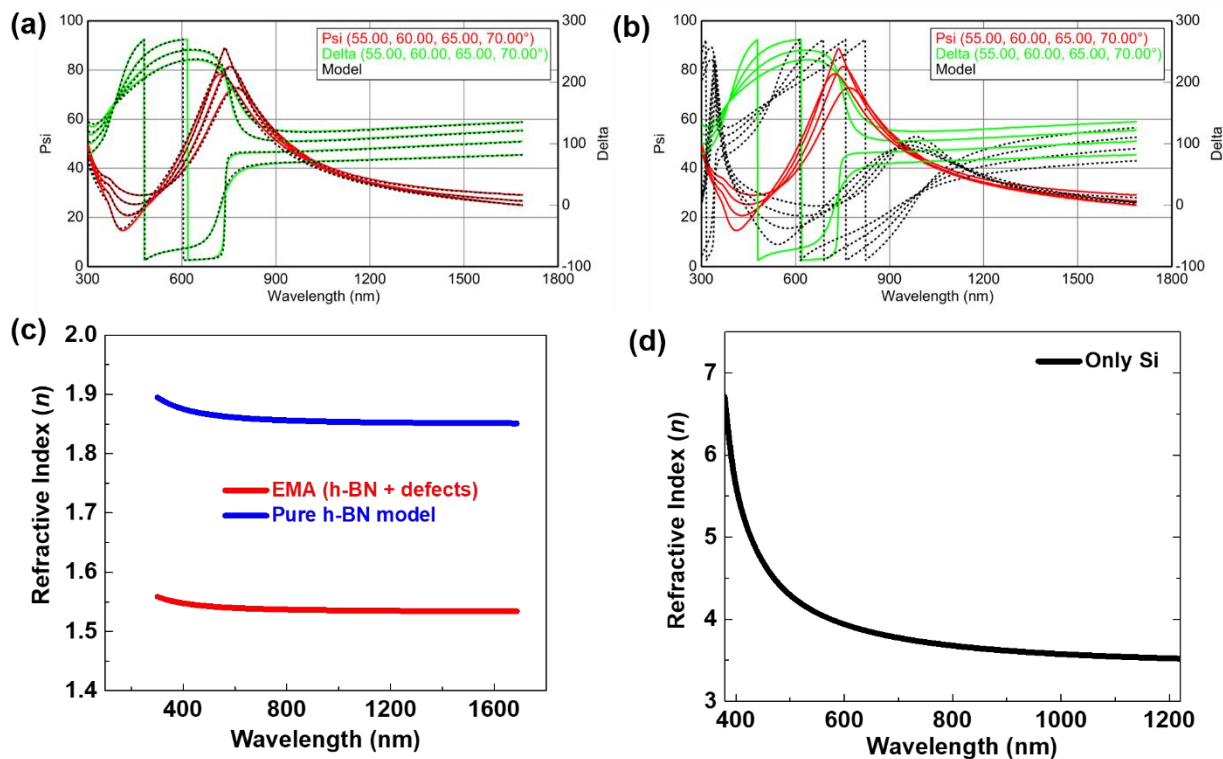 (a)
100
80
60
40
20
0
Psi
300
200
100
0
-100
Delta
Psi (55.00, 60.00, 65.00, 70.00°)
Delta (55.00, 60.00, 65.00, 70.00°)
Model
300 600 900 1200 1500 1800
Wavelength (nm)
(b)
100
80
60
40
20
0
Psi
300
200
100
0
-100
Delta
Psi (55.00, 60.00, 65.00, 70.00°)
Delta (55.00, 60.00, 65.00, 70.00°)
Model
300 600 900 1200 1500 1800
Wavelength (nm)
(c)
2.0
1.9
1.8
1.7
1.6
1.5
1.4
Refractive Index (n)
EMA (h-BN + defects)
Pure h-BN model
400 800 1200 1600
Wavelength (nm)
(d)
7
6
5
4
3
Refractive Index (n)
Only Si
400 600 800 1000 1200
Wavelength (nm)